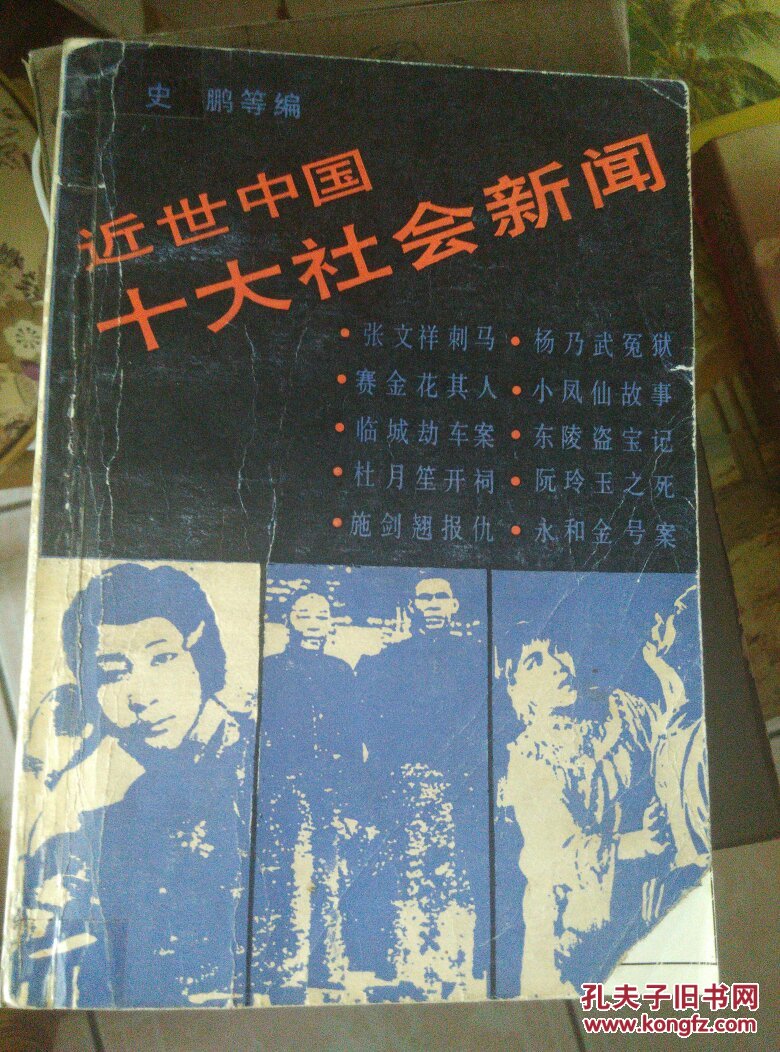 史 鹏等编
近世中国
十大社会新闻
• 张文祥刺马 • 杨乃武冤狱
• 赛金花其人 • 小凤仙故事
• 临城劫车案 • 东陵盗宝记
• 杜月笙开祠 • 阮玲玉之死
• 施剑翘报仇 • 永和金号案
孔夫子旧书网
www.kongfz.com